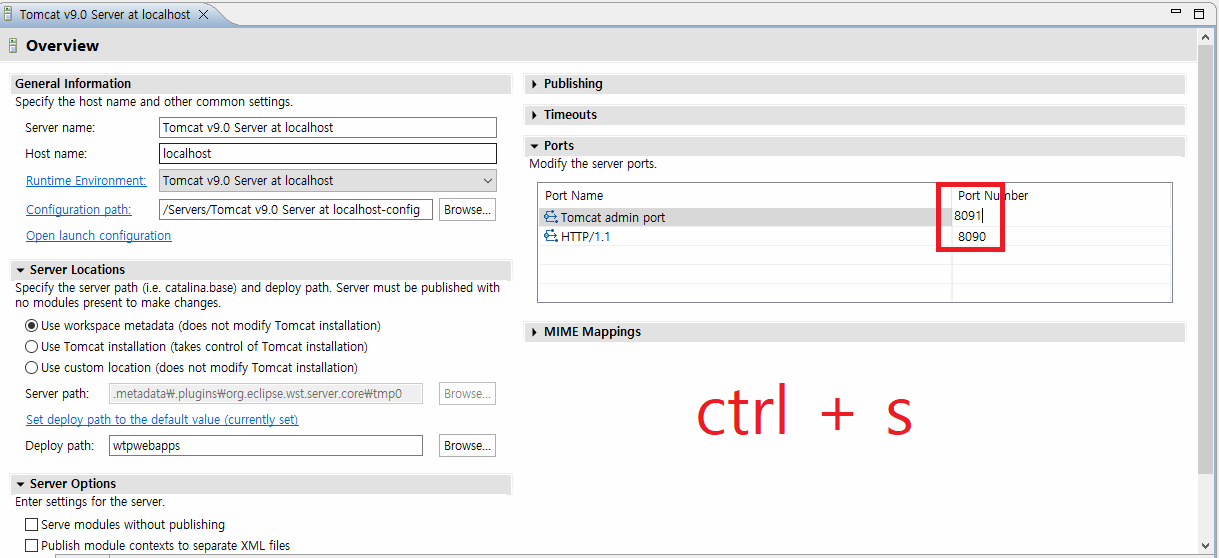 Tomcat v9.0 Server at localhost
Overview
General Information
Specify the host name and other common settings.
Server name: Tomcat v9.0 Server at localhost
Host name: localhost
Runtime Environment: Tomcat v9.0 Server at localhost
Configuration path: /Servers/Tomcat v9.0 Server at localhost-config Browse...
Open launch configuration
Server Locations
Specify the server path (i.e. catalina.base) and deploy path. Server must be published with
no modules present to make changes.
Use workspace metadata (does not modify Tomcat installation)
Use Tomcat installation (takes control of Tomcat installation)
Use custom location (does not modify Tomcat installation)
Server path: .metadata₩.plugins₩org.eclipse.wst.server.core₩tmp0 Browse...
Set deploy path to the default value (currently set)
Deploy path: wtpwebapps Browse...
Server Options
Enter settings for the server.
Serve modules without publishing
Publish module contexts to separate XML files
Publishing
Timeouts
Ports
Modify the server ports.
Port Name Port Number
Tomcat admin port 8091
HTTP/1.1 8090
MIME Mappings
ctrl + s